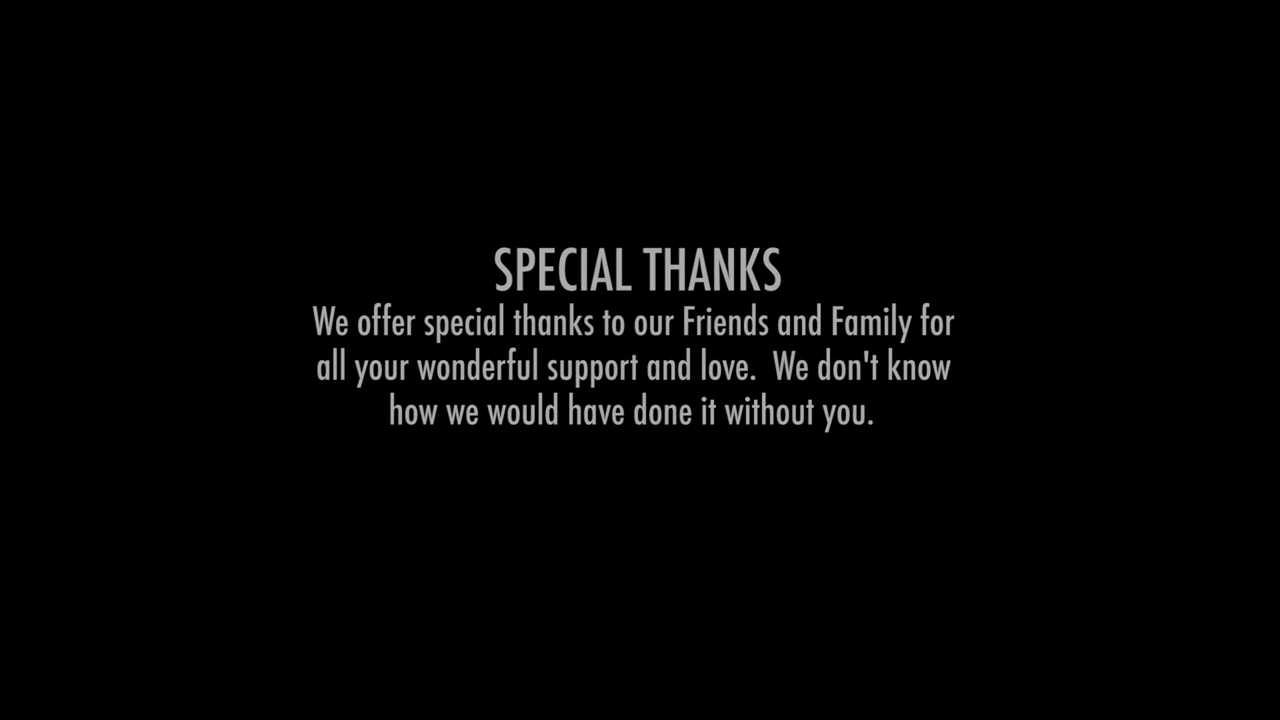 SPECIAL THANKS
We offer special thanks to our Friends and Family for
all your wonderful support and love.  We don't know
how we would have done it without you.